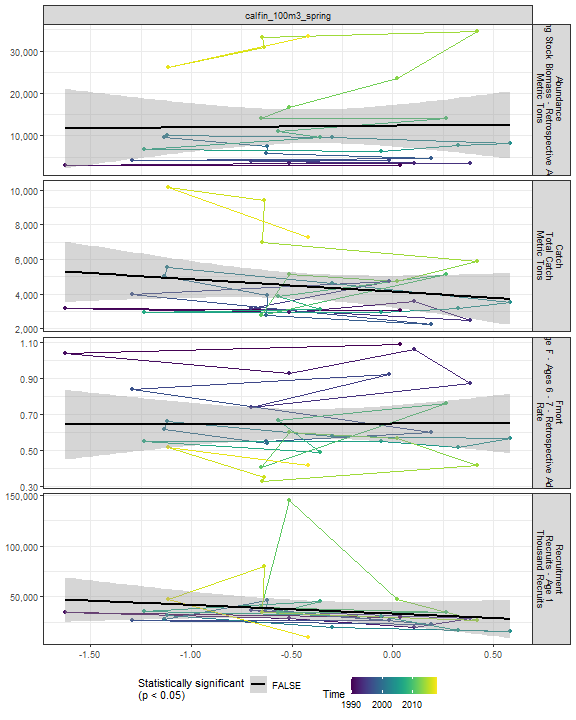 calfin_100m3_spring
30,000
20,000
10,000
Abundance
ng Stock Biomass - Retrospective A
Metric Tons
10,000
8,000
6,000
4,000
2,000
Catch
Total Catch
Metric Tons
1.10
0.90
0.70
0.50
0.30
Fmort
ge F - Ages 6 - 7 - Retrospective Ad
Rate
150,000
100,000
50,000
Recruitment
Recruits - Age 1
Thousand Recruits
-1.50 -1.00 -0.50 0.00 0.50
Statistically significant
(p < 0.05)
FALSE
Time
1990 2000 2010